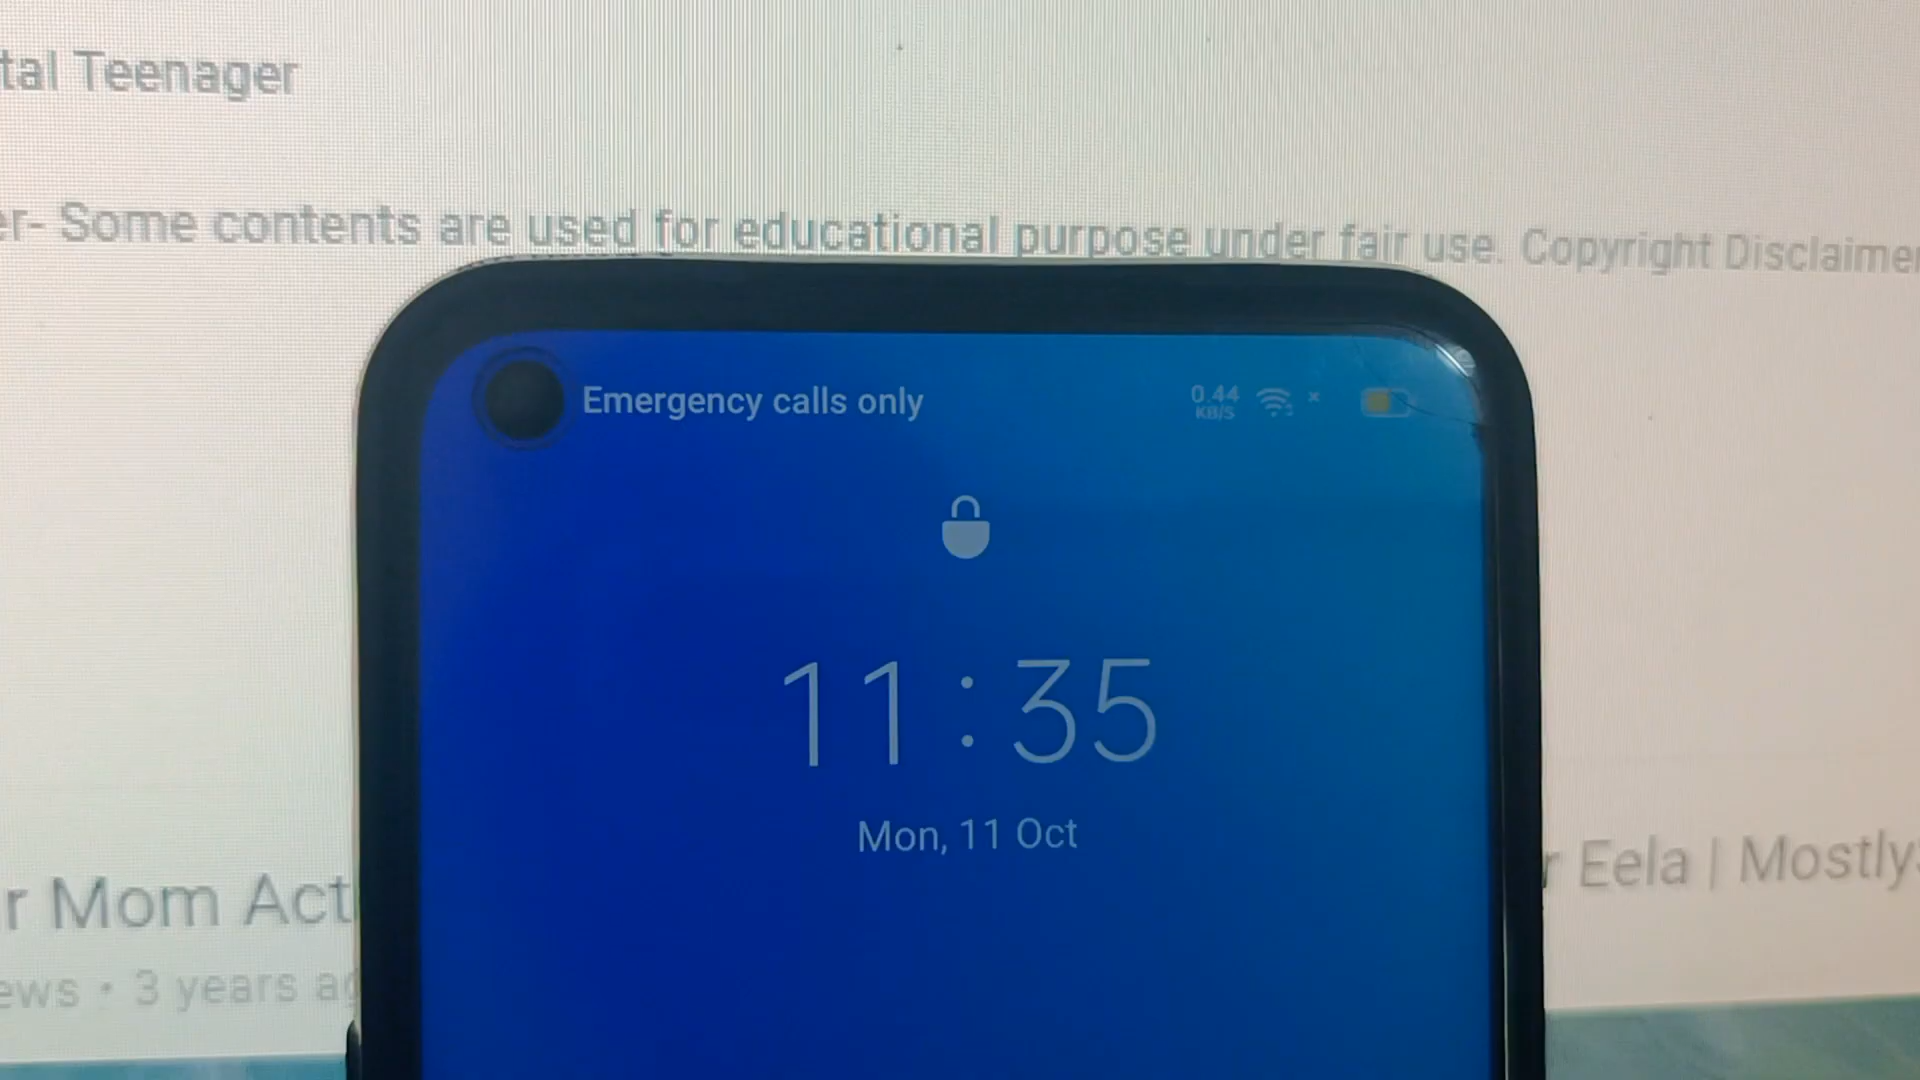 tal Teenager
er- Some contents are used for educational purpose under fair use. Copyright Disclaimer
Emergency calls only
0.44
KB/S
11:35
Mon, 11 Oct
r Mom Act
r Eela | Mostly
ews • 3 years ag